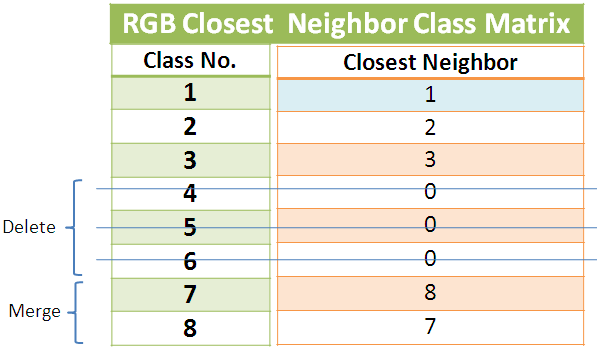 RGB Closest Neighbor Class Matrix
Class No. Closest Neighbor
1 1
2 2
3 3
4 0
Delete 5 0
6 0
7 8
Merge
8 7